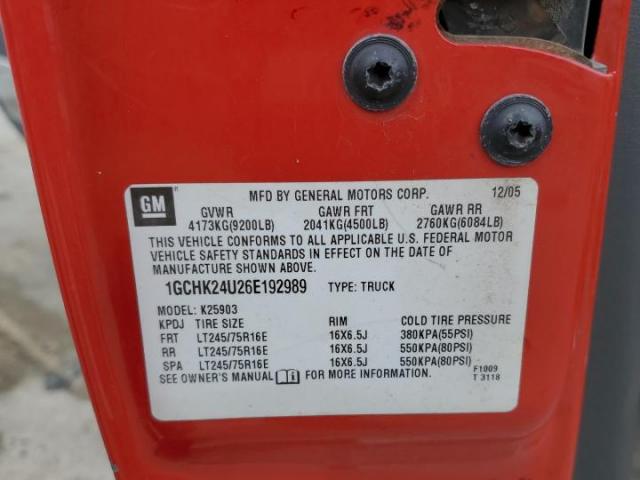 GM MFD BY GENERAL MOTORS CORP. 12/05
GVWR GAWR FRT GAWR RR
4173KG(9200LB) 2041KG(4500LB) 2760KG(6084LB)
THIS VEHICLE CONFORMS TO ALL APPLICABLE U.S. FEDERAL MOTOR
VEHICLE SAFETY STANDARDS IN EFFECT ON THE DATE OF
MANUFACTURE SHOWN ABOVE.
1GCHK24U26E192989 TYPE: TRUCK
MODEL: K25903
KPDJ TIRE SIZE RIM COLD TIRE PRESSURE
FRT LT245/75R16E 16X6.5J 380KPA(55PSI)
RR LT245/75R16E 16X6.5J 550KPA(80PSI)
SPA LT245/75R16E 16X6.5J 550KPA(80PSI)
SEE OWNER'S MANUAL FOR MORE INFORMATION. F1009
T 3118